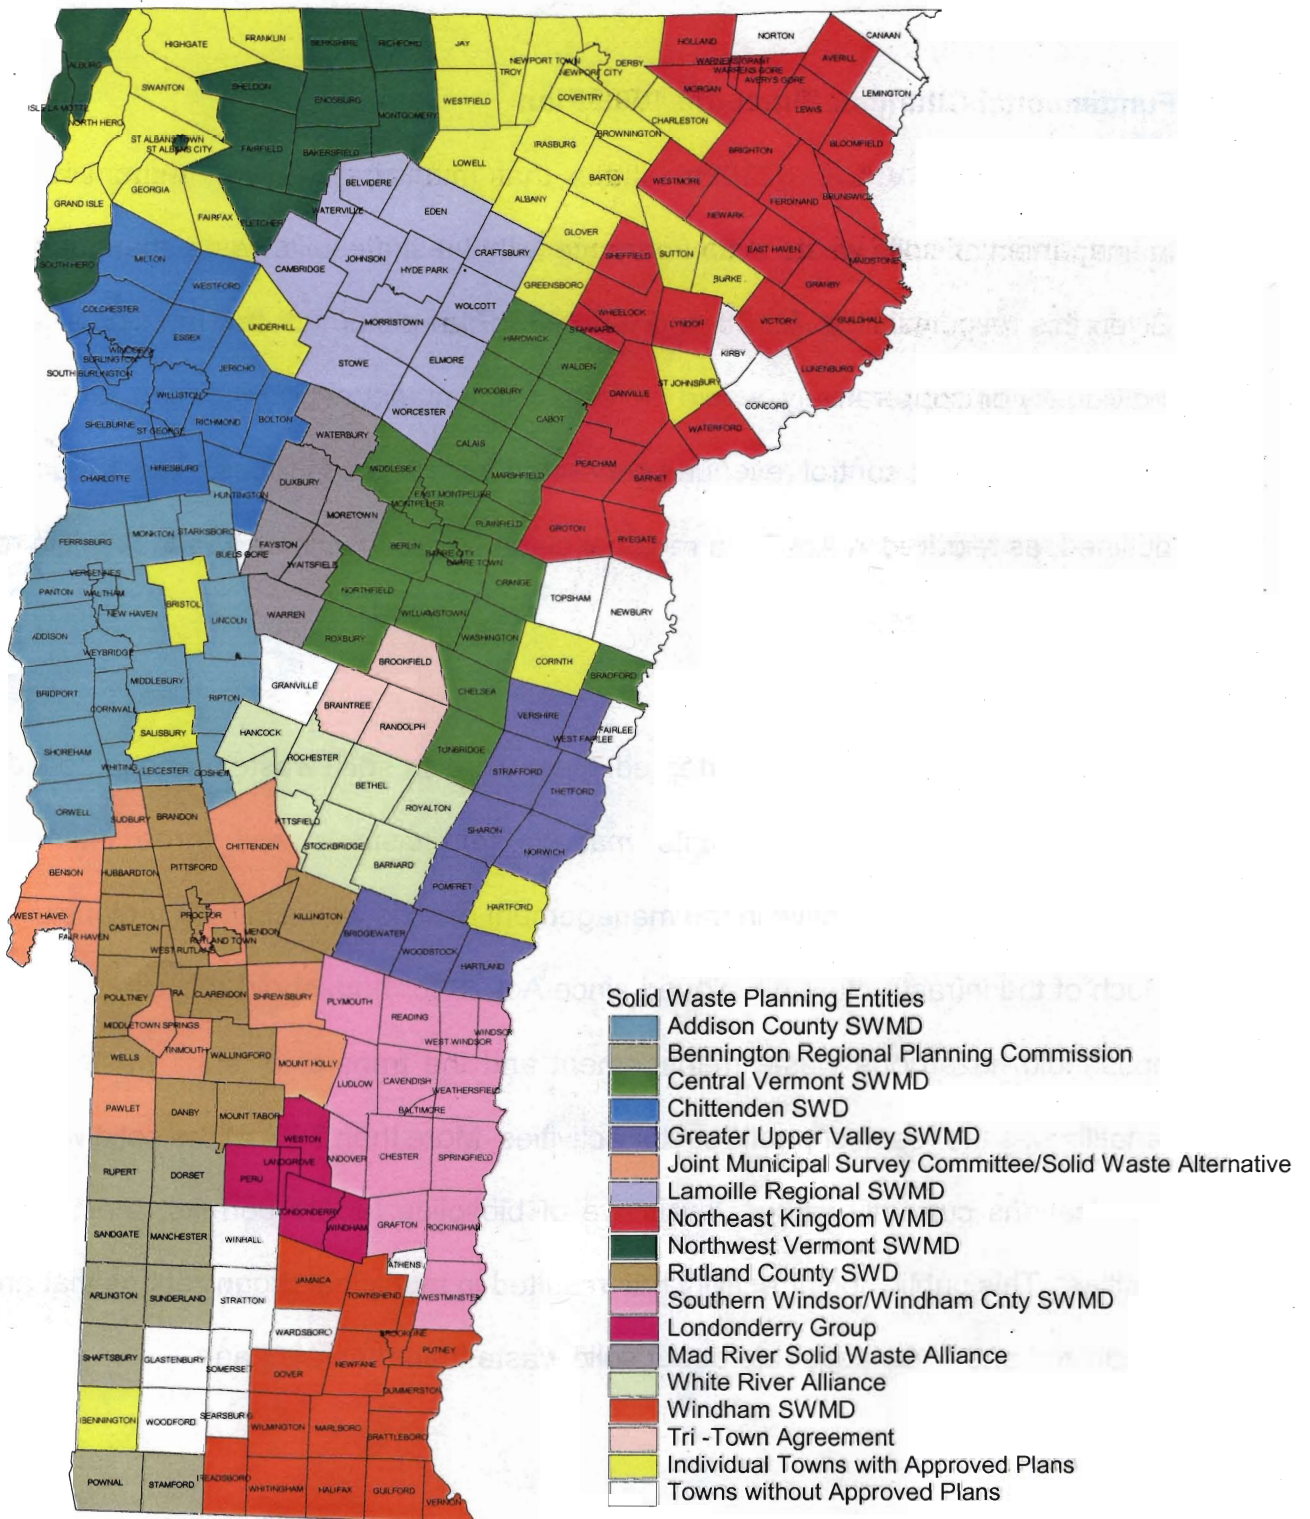 HIGHGATE
FRANKLIN
BERKSHIRE
RICHFORD
JAY
NEWPORT TOWN
TROY
NEWPORT CITY
DERBY
HOLLAND
NORTON
CANAAN
AVERILL
WARNERS GRANT
WARRENS GORE
AVERYS GORE
LEMINGTON
ALBURG
SWANTON
SHELDON
ENOSBURG
MONTGOMERY
WESTFIELD
COVENTRY
MORGAN
LEWIS
ISLE LA MOTTE
NORTH HERO
ST ALBANS TOWN
ST ALBANS CITY
FAIRFIELD
BAKERSFIELD
LOWELL
IRASBURG
BROWNINGTON
CHARLESTON
BRIGHTON
BLOOMFIELD
GRAND ISLE
GEORGIA
FAIRFAX
FLETCHER
WATERVILLE
BELVIDERE
EDEN
ALBANY
BARTON
WESTMORE
NEWARK
FERDINAND
BRUNSWICK
SOUTH HERO
MILTON
WESTFORD
CAMBRIDGE
JOHNSON
HYDE PARK
CRAFTSBURY
GLOVER
SHEFFIELD
SUTTON
BURKE
EAST HAVEN
MAIDSTONE
GRANBY
COLCHESTER
ESSEX
UNDERHILL
MORRISTOWN
WOLCOTT
GREENSBORO
STANNARD
WHEELOCK
LYNDON
VICTORY
GUILDHALL
WINOOSKI
BURLINGTON
SOUTH BURLINGTON
JERICHO
STOWE
ELMORE
HARDWICK
WALDEN
KIRBY
LUNENBURG
WILLISTON
SHELBURNE
ST GEORGE
RICHMOND
BOLTON
WATERBURY
WORCESTER
WOODBURY
CABOT
DANVILLE
ST JOHNSBURY
CONCORD
WATERFORD
CHARLOTTE
HINESBURG
HUNTINGTON
DUXBURY
MIDDLESEX
CALAIS
MARSHFIELD
PEACHAM
BARNET
FERRISBURG
MONKTON
STARKSBORO
BUELS GORE
FAYSTON
MORETOWN
WAITSFIELD
MONTPELIER
EAST MONTPELIER
PLAINFIELD
BERLIN
BARRE CITY
BARRE TOWN
GROTON
RYEGATE
VERGENNES
PANTON
WALTHAM
NEW HAVEN
BRISTOL
LINCOLN
WARREN
NORTHFIELD
ORANGE
TOPSHAM
NEWBURY
ADDISON
WEYBRIDGE
ROXBURY
WILLIAMSTOWN
WASHINGTON
CORINTH
BRADFORD
BRIDPORT
CORNWALL
MIDDLEBURY
RIPTON
GRANVILLE
BROOKFIELD
BRAINTREE
RANDOLPH
CHELSEA
VERSHIRE
WEST FAIRLEE
FAIRLEE
SHOREHAM
SALISBURY
WHITING
LEICESTER
GOSHEN
HANCOCK
ROCHESTER
TUNBRIDGE
STRAFFORD
THETFORD
ORWELL
SUDBURY
BRANDON
BETHEL
ROYALTON
PITTSFIELD
CHITTENDEN
STOCKBRIDGE
BARNARD
SHARON
NORWICH
BENSON
HUBBARDTON
PITTSFORD
POMFRET
HARTFORD
WEST HAVEN
FAIR HAVEN
CASTLETON
PROCTOR
WEST RUTLAND
RUTLAND TOWN
MENDON
KILLINGTON
BRIDGEWATER
WOODSTOCK
HARTLAND
POULTNEY
IRA
CLARENDON
SHREWSBURY
PLYMOUTH
READING
WEST WINDSOR
WINDSOR
MIDDLETOWN SPRINGS
WELLS
TINMOUTH
WALLINGFORD
MOUNT HOLLY
LUDLOW
CAVENDISH
WEATHERSFIELD
BALTIMORE
PAWLET
DANBY
MOUNT TABOR
WESTON
ANDOVER
CHESTER
SPRINGFIELD
RUPERT
DORSET
PERU
LANDGROVE
LONDONDERRY
WINDHAM
GRAFTON
ROCKINGHAM
SANDGATE
MANCHESTER
WINHALL
ATHENS
JAMAICA
TOWNSHEND
WESTMINSTER
ARLINGTON
SUNDERLAND
STRATTON
WARDSBORO
BROOKLINE
PUTNEY
SHAFTSBURY
GLASTENBURY
SOMERSET
DOVER
NEWFANE
DUMMERSTON
BENNINGTON
WOODFORD
SEARSBURG
WILMINGTON
MARLBORO
BRATTLEBORO
POWNAL
STAMFORD
READSBORO
WHITINGHAM
HALIFAX
GUILFORD
VERNON
Solid Waste Planning Entities
Addison County SWMD
Bennington Regional Planning Commission
Central Vermont SWMD
Chittenden SWD
Greater Upper Valley SWMD
Joint Municipal Survey Committee/Solid Waste Alternative
Lamoille Regional SWMD
Northeast Kingdom WMD
Northwest Vermont SWMD
Rutland County SWD
Southern Windsor/Windham Cnty SWMD
Londonderry Group
Mad River Solid Waste Alliance
White River Alliance
Windham SWMD
Tri -Town Agreement
Individual Towns with Approved Plans
Towns without Approved Plans